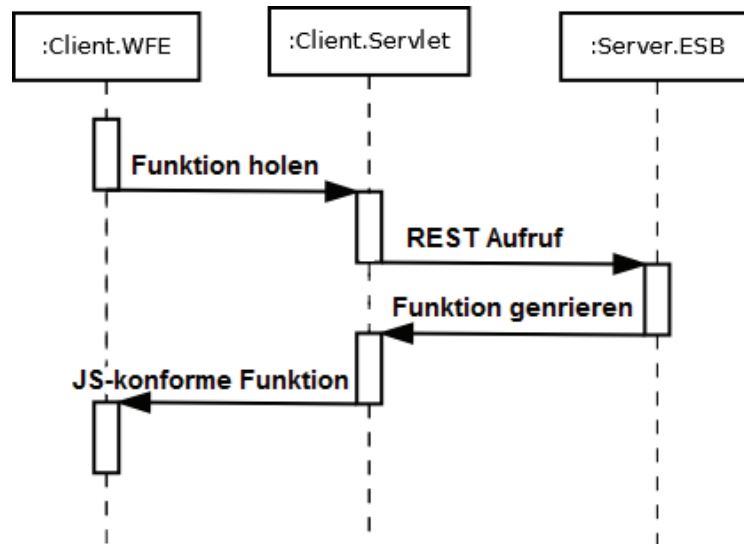 :Client.WFE
:Client.Servlet
:Server.ESB
Funktion holen
REST Aufruf
Funktion genrieren
JS-konforme Funktion